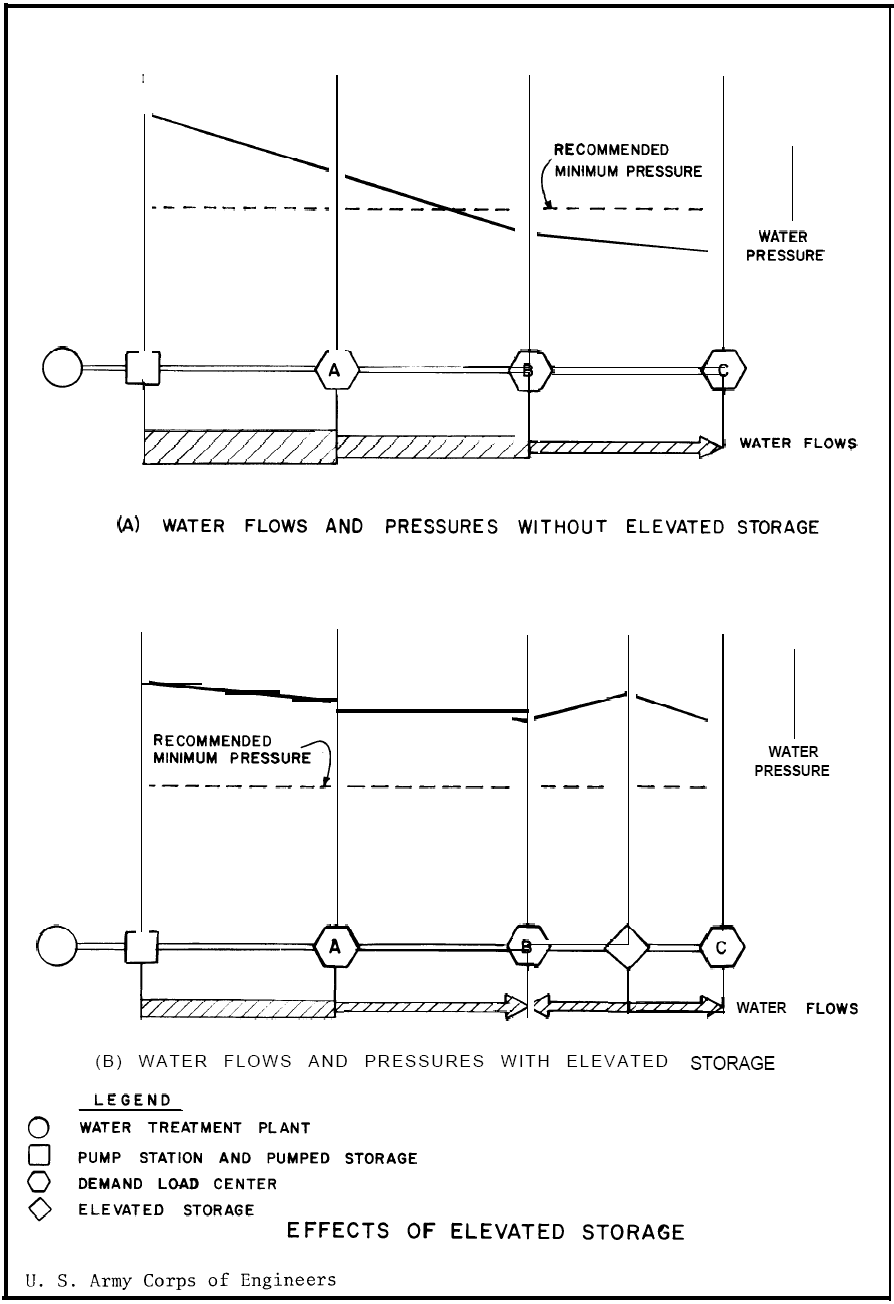 RECOMMENDED
MINIMUM PRESSURE
WATER
PRESSURE
A
B
C
WATER FLOWS
(A) WATER FLOWS AND PRESSURES WITHOUT ELEVATED STORAGE
RECOMMENDED
MINIMUM PRESSURE
WATER
PRESSURE
A
B
C
WATER FLOWS
(B) WATER FLOWS AND PRESSURES WITH ELEVATED STORAGE
LEGEND
WATER TREATMENT PLANT
PUMP STATION AND PUMPED STORAGE
DEMAND LOAD CENTER
ELEVATED STORAGE
EFFECTS OF ELEVATED STORAGE
U. S. Army Corps of Engineers